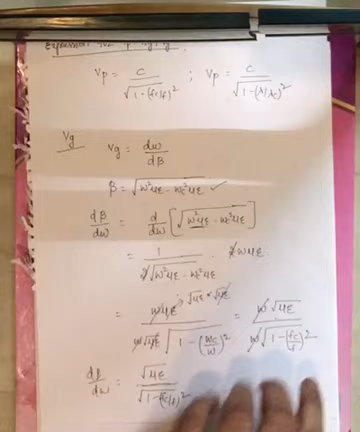 Expression
Vp = c / √(1-(fc/f)²) ; Vp = c / √(1-(λ/λc)²)
Vg
Vg = dω/dβ
β = √(ω²με - ωc²με) ✓
dβ/dω = d/dω [√(ω²με - ωc²με)]
= 1 / 2√(ω²με - ωc²με) · 2ωμε
= ωμε → √με × √με / ω√με √(1 - (ωc/ω)²) = ω√με / ω√(1 - (fc/f)²)
dβ/dω = √με / √(1-(fc/f)²)